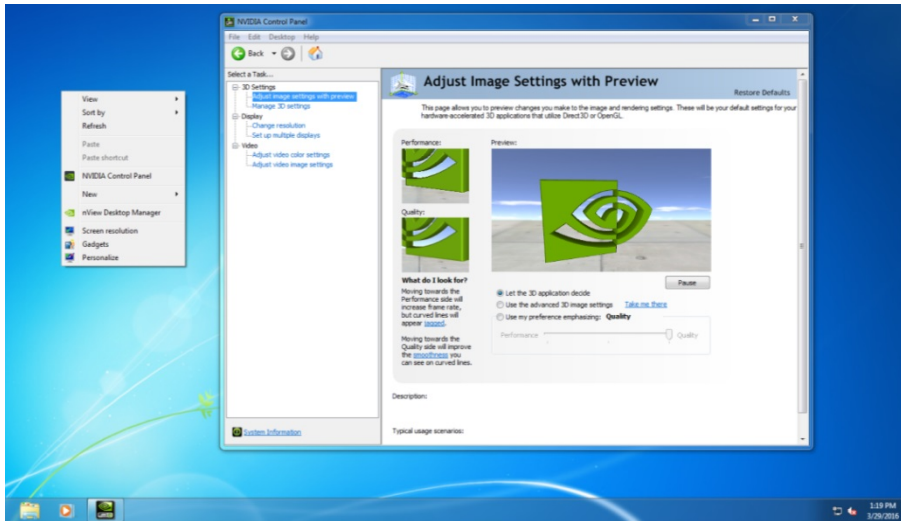 NVIDIA Control Panel
File Edit Desktop Help
Back
Select a Task...
3D Settings
Adjust image settings with preview
Manage 3D settings
Display
Change resolution
Set up multiple displays
Video
Adjust video color settings
Adjust video image settings
System Information
Adjust Image Settings with Preview
Restore Defaults
This page allows you to preview changes you make to the image and rendering settings. These will be your default settings for your
hardware-accelerated 3D applications that utilize Direct3D or OpenGL.
Performance:
Preview:
Quality:
What do I look for?
Moving towards the
Performance side will
increase frame rate,
but curved lines will
appear jagged.
Moving towards the
Quality side will improve
the smoothness you
can see on curved lines.
Pause
Let the 3D application decide
Use the advanced 3D image settings Take me there
Use my preference emphasizing: Quality
Performance Quality
Description:
Typical usage scenarios:
View
Sort by
Refresh
Paste
Paste shortcut
NVIDIA Control Panel
New
nView Desktop Manager
Screen resolution
Gadgets
Personalize
1:19 PM
3/29/2016